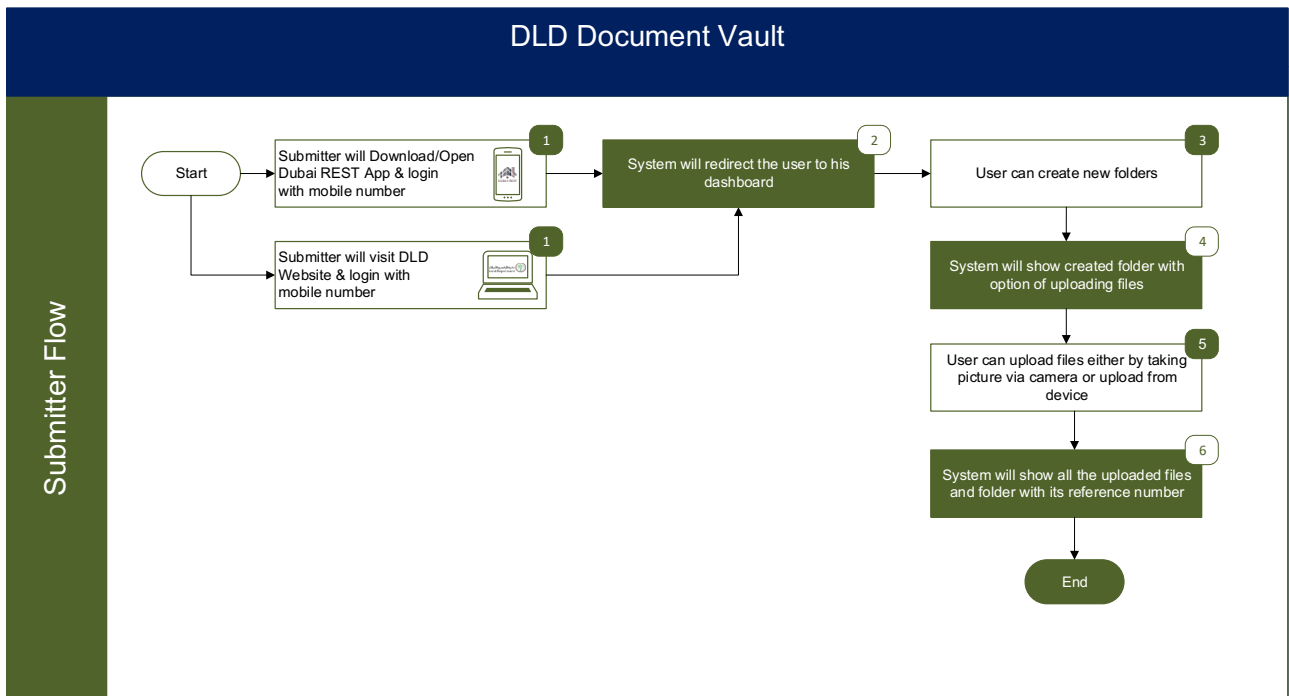 DLD Document Vault
Submitter Flow
Start
1
Submitter will Download/Open
Dubai REST App & login
with mobile number
1
Submitter will visit DLD
Website & login with
mobile number
2
System will redirect the user to his
dashboard
3
User can create new folders
4
System will show created folder with
option of uploading files
5
User can upload files either by taking
picture via camera or upload from
device
6
System will show all the uploaded files
and folder with its reference number
End